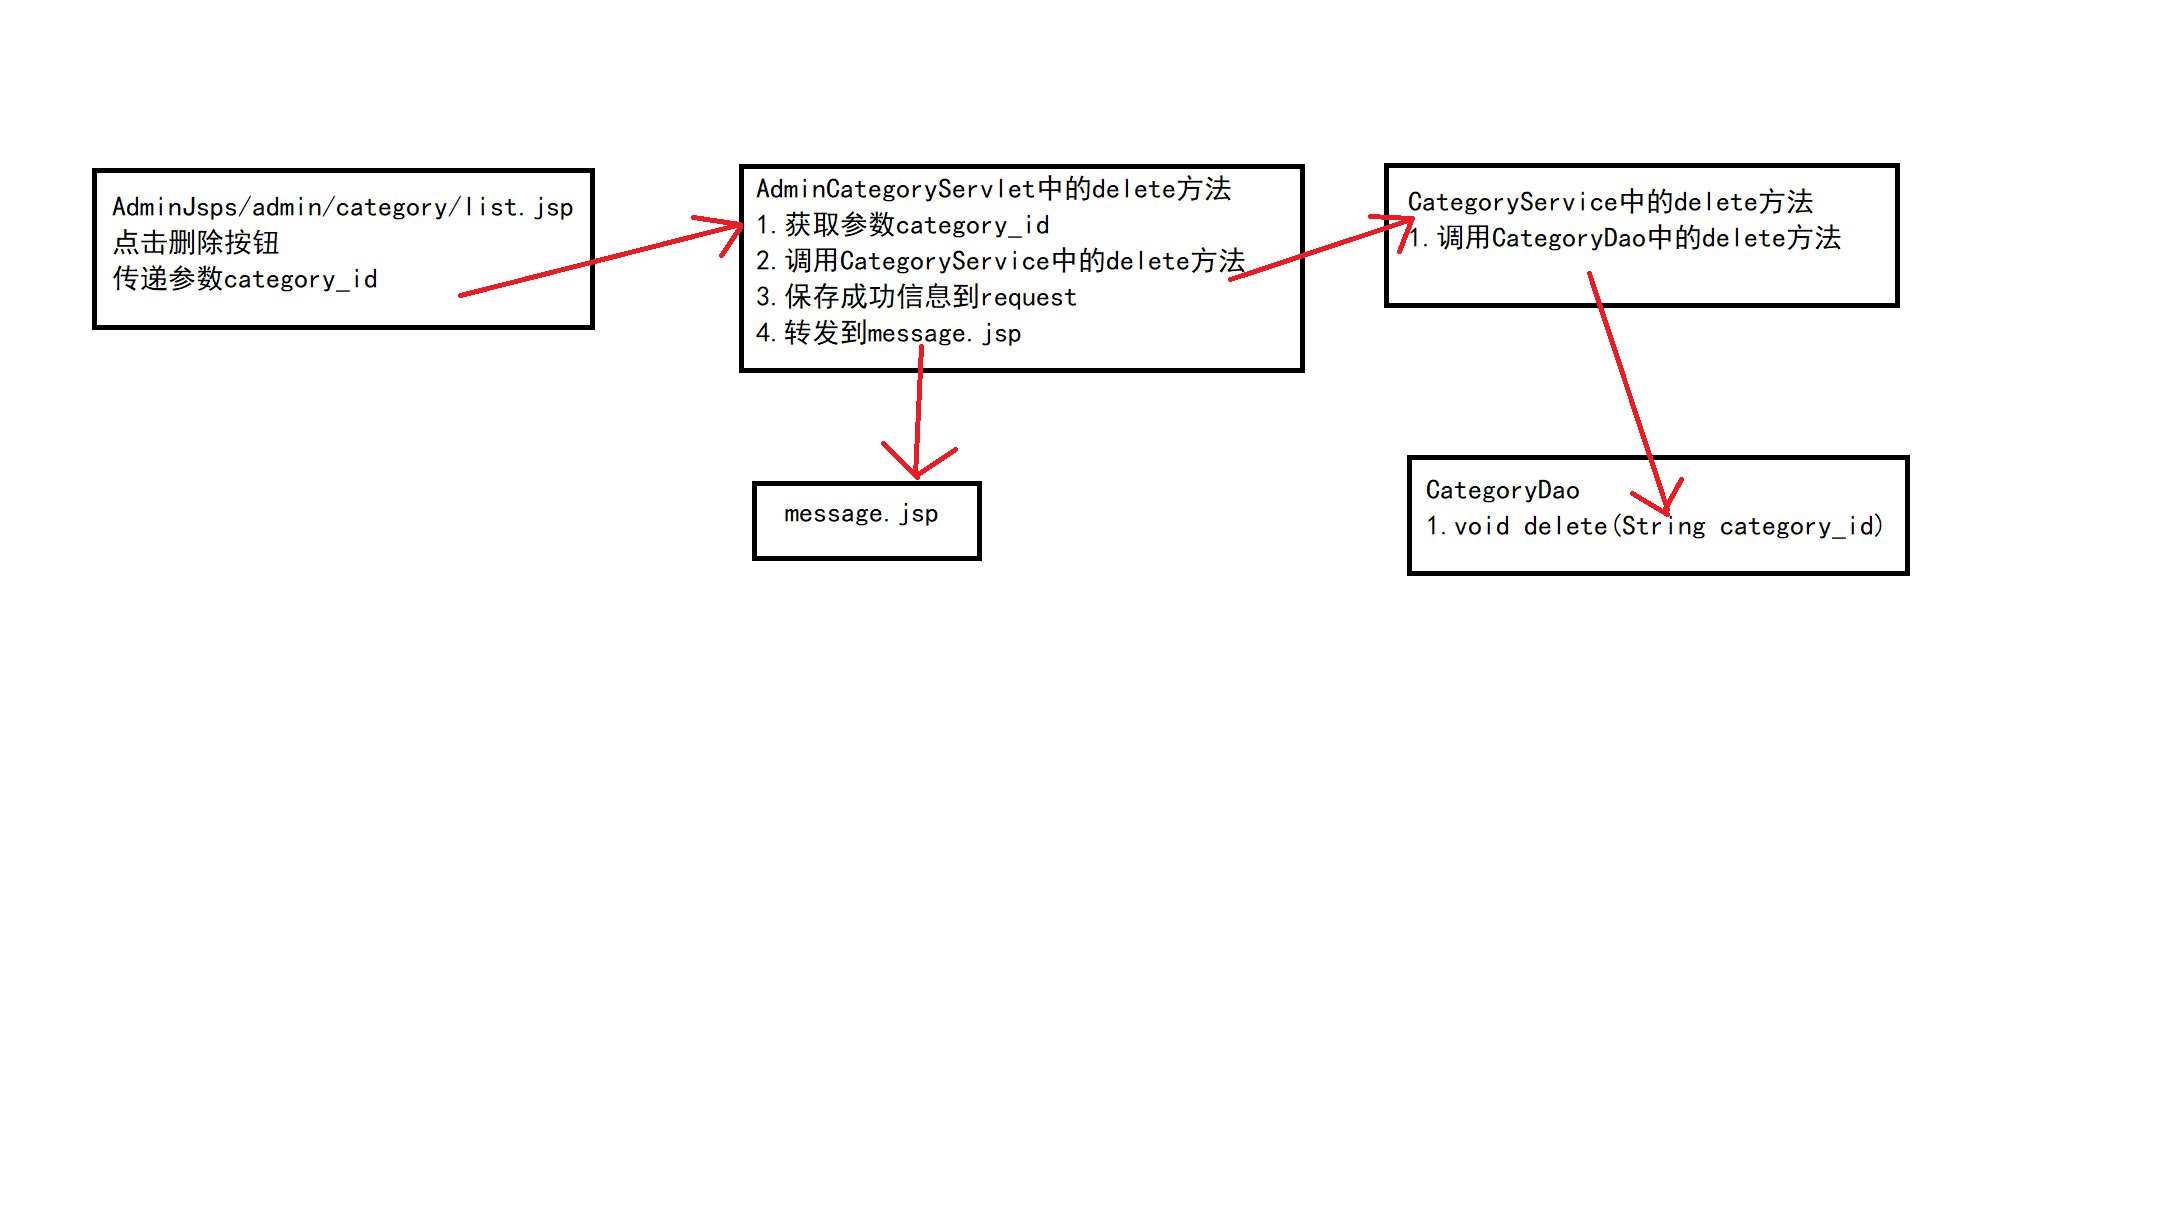 AdminJsps/admin/category/list.jsp
点击删除按钮
传递参数category_id
AdminCategoryServlet中的delete方法
1.获取参数category_id
2.调用CategoryService中的delete方法
3.保存成功信息到request
4.转发到message.jsp
CategoryService中的delete方法
1.调用CategoryDao中的delete方法
message.jsp
CategoryDao
1.void delete(String category_id)